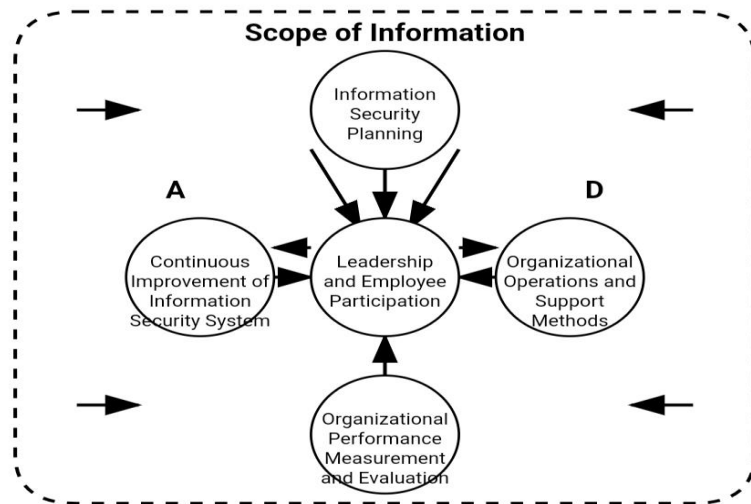 Scope of Information
Information
Security
Planning
A
D
Continuous
Improvement of
Information
Security System
Leadership
and Employee
Participation
Organizational
Operations and
Support
Methods
Organizational
Performance
Measurement
and Evaluation